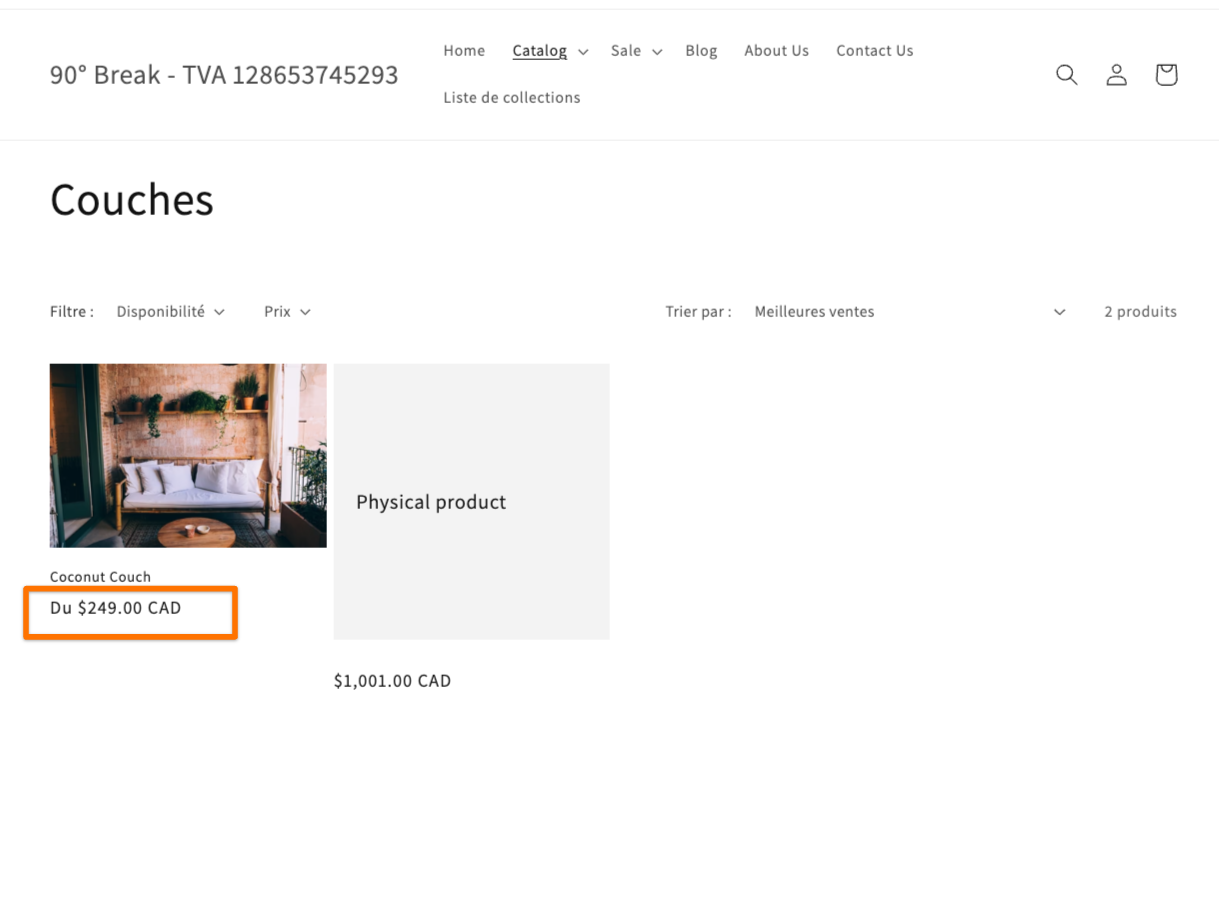 90° Break - TVA 128653745293
Home Catalog Sale Blog About Us Contact Us
Liste de collections
Couches
Filtre : Disponibilité Prix Trier par : Meilleures ventes 2 produits
Physical product
Coconut Couch
Du $249.00 CAD
$1,001.00 CAD